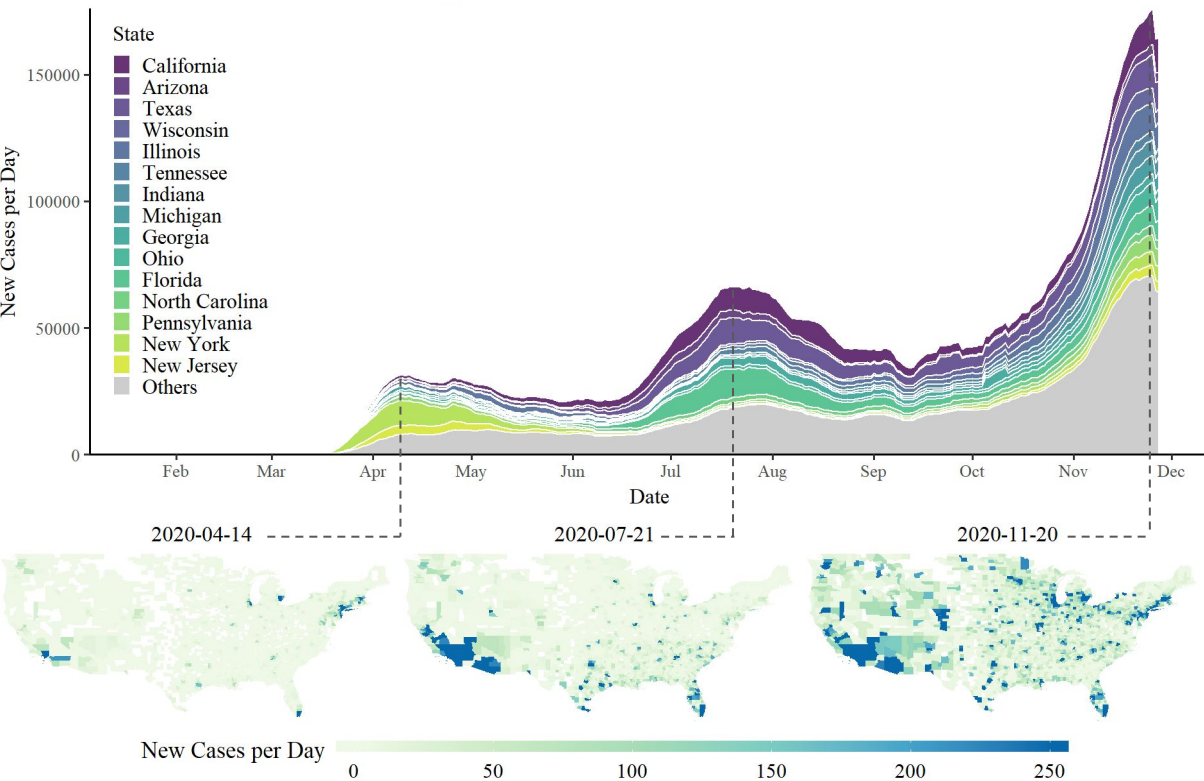 State
California
Arizona
Texas
Wisconsin
Illinois
Tennessee
Indiana
Michigan
Georgia
Ohio
Florida
North Carolina
Pennsylvania
New York
New Jersey
Others
New Cases per Day
150000
100000
50000
0
Feb Mar Apr May Jun Jul Aug Sep Oct Nov Dec
Date
2020-04-14 2020-07-21 2020-11-20
New Cases per Day
0 50 100 150 200 250